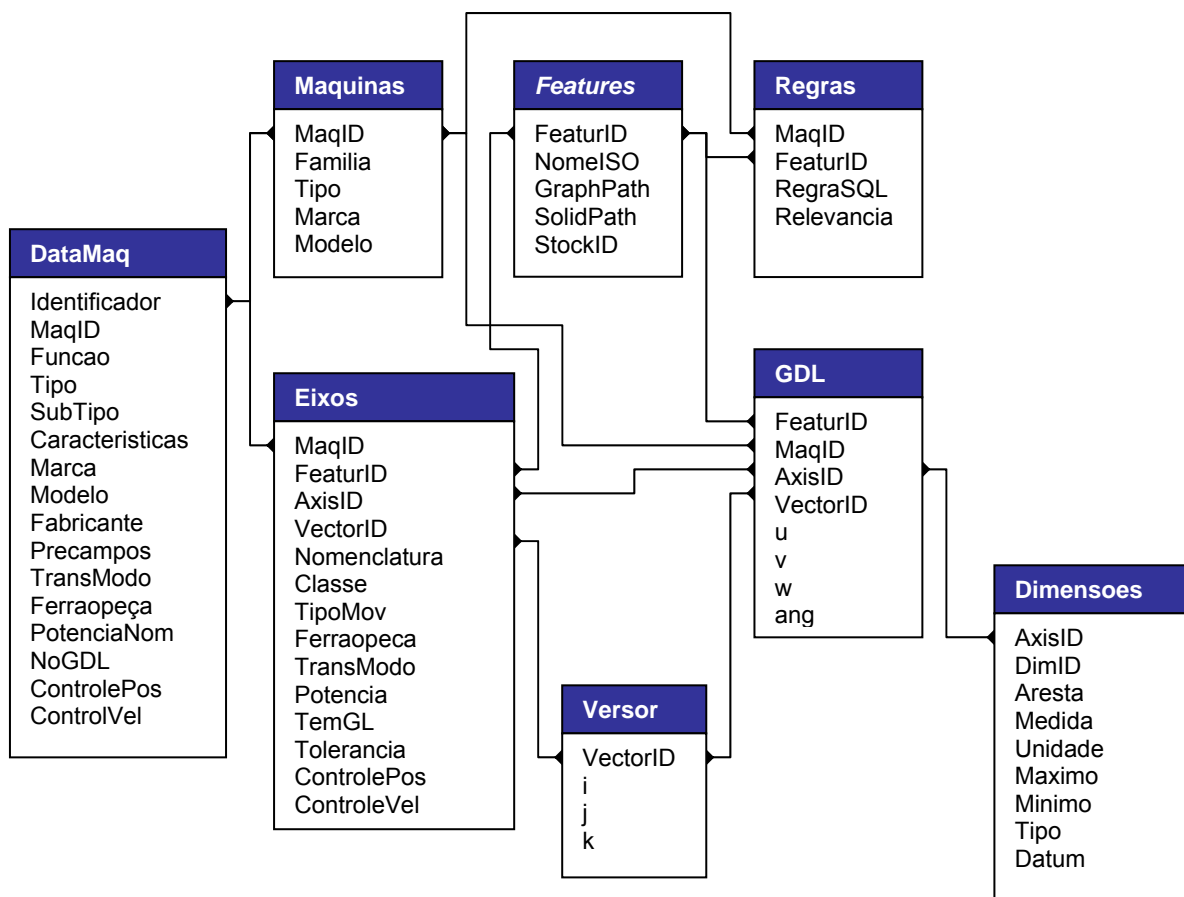 Maquinas
MaqID
Familia
Tipo
Marca
Modelo
Features
FeaturID
NomeISO
GraphPath
SolidPath
StockID
Regras
MaqID
FeaturID
RegraSQL
Relevancia
DataMaq
Identificador
MaqID
Funcao
Tipo
SubTipo
Caracteristicas
Marca
Modelo
Fabricante
Precampos
TransModo
Ferraopeça
PotenciaNom
NoGDL
ControlePos
ControlVel
Eixos
MaqID
FeaturID
AxisID
VectorID
Nomenclatura
Classe
TipoMov
Ferraopeca
TransModo
Potencia
TemGL
Tolerancia
ControlePos
ControleVel
GDL
FeaturID
MaqID
AxisID
VectorID
u
v
w
ang
Versor
VectorID
i
j
k
Dimensoes
AxisID
DimID
Aresta
Medida
Unidade
Maximo
Minimo
Tipo
Datum